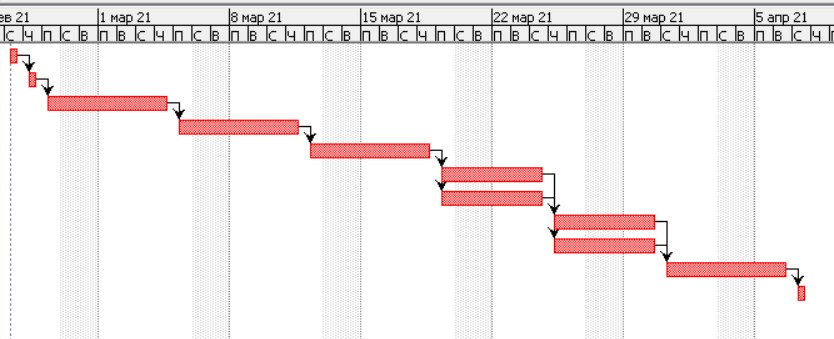 ев 21 1 мар 21 8 мар 21 15 мар 21 22 мар 21 29 мар 21 5 апр 21
С Ч П С В П В С Ч П С В П В С Ч П С В П В С Ч П С В П В С Ч П С В П В С Ч П С В П В С Ч